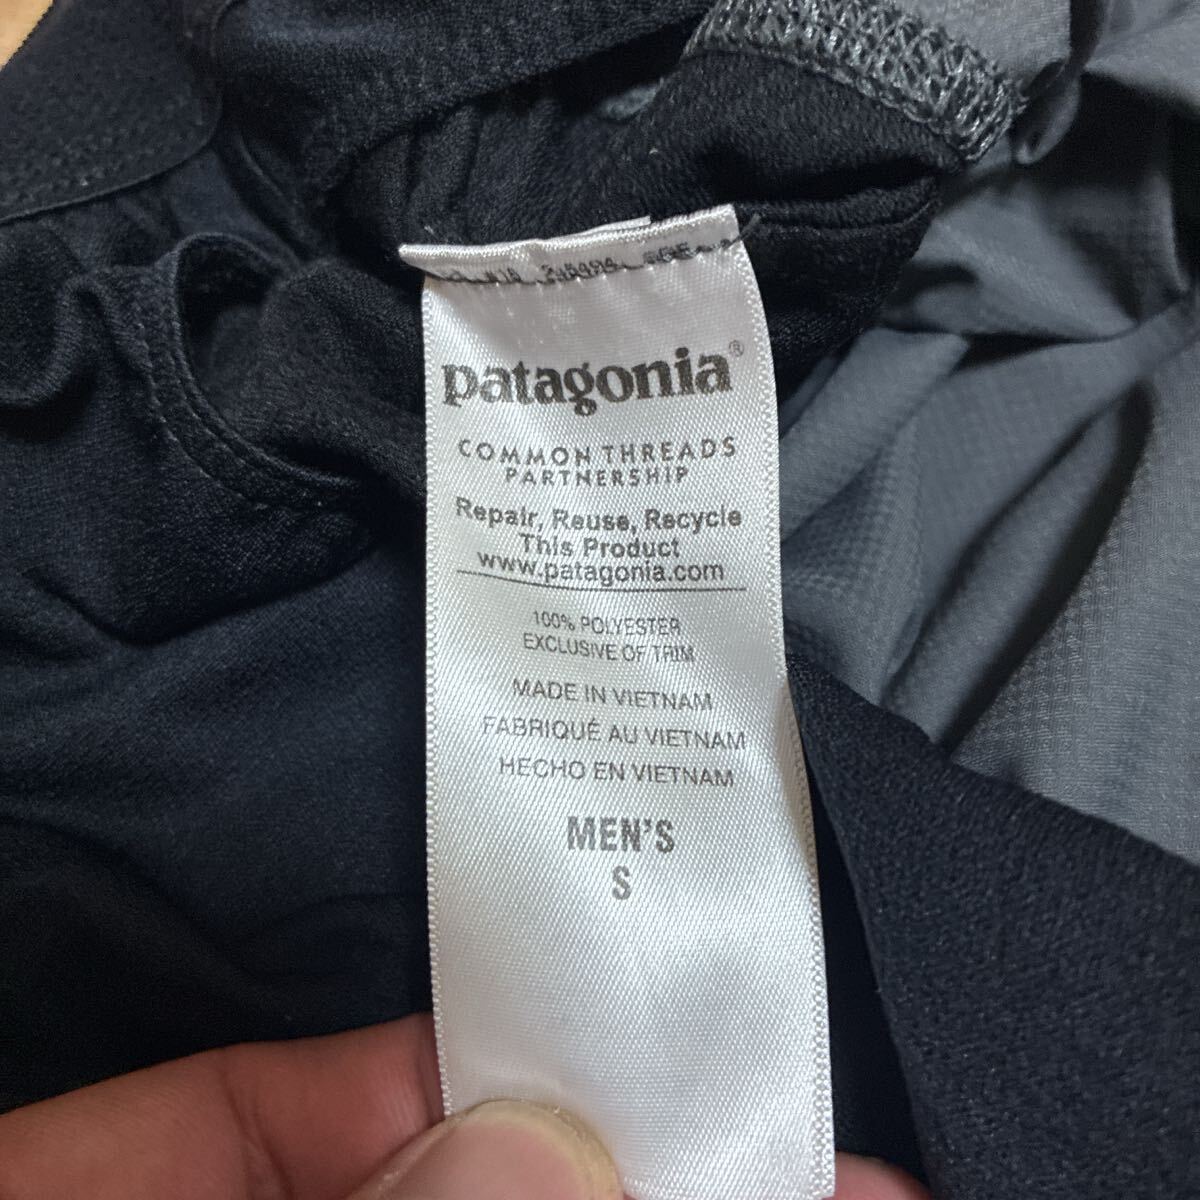 patagonia®
COMMON THREADS
PARTNERSHIP
Repair, Reuse, Recycle
This Product
www.patagonia.com
100% POLYESTER
EXCLUSIVE OF TRIM
MADE IN VIETNAM
FABRIQUÉ AU VIETNAM
HECHO EN VIETNAM
MEN'S
S